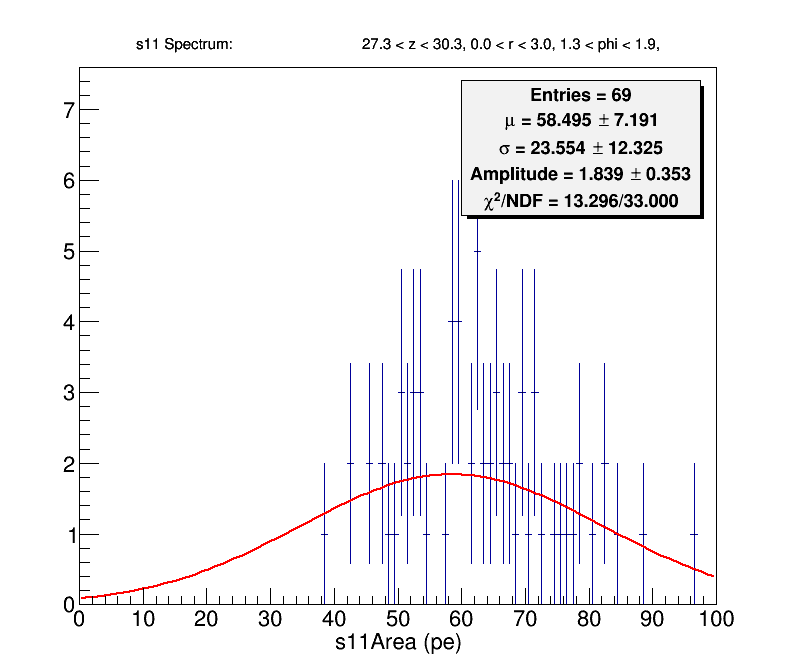 s11 Spectrum: 27.3 < z < 30.3, 0.0 < r < 3.0, 1.3 < phi < 1.9,
Entries = 69
μ = 58.495 ± 7.191
σ = 23.554 ± 12.325
Amplitude = 1.839 ± 0.353
χ²/NDF = 13.296/33.000
7
6
5
4
3
2
1
0
0 10 20 30 40 50 60 70 80 90 100
s11Area (pe)